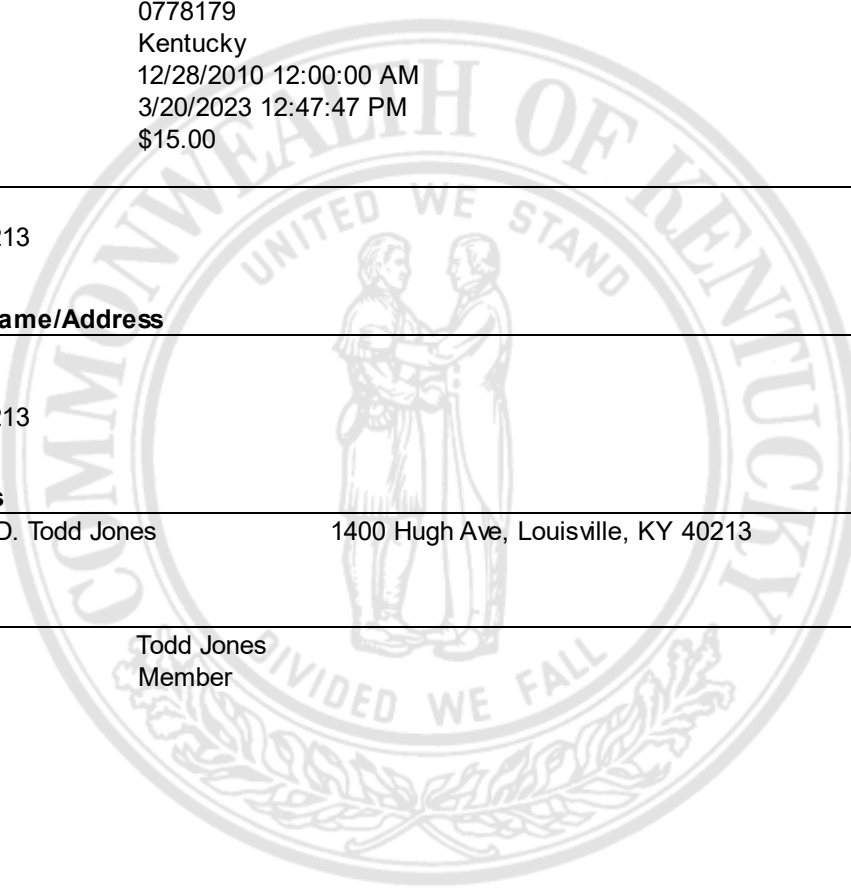 0778179
Kentucky
12/28/2010 12:00:00 AM
3/20/2023 12:47:47 PM
$15.00
213
ame/Address
213
s
D. Todd Jones 1400 Hugh Ave, Louisville, KY 40213
Todd Jones
Member
COMMONWEALTH OF KENTUCKY
UNITED WE STAND
DIVIDED WE FALL